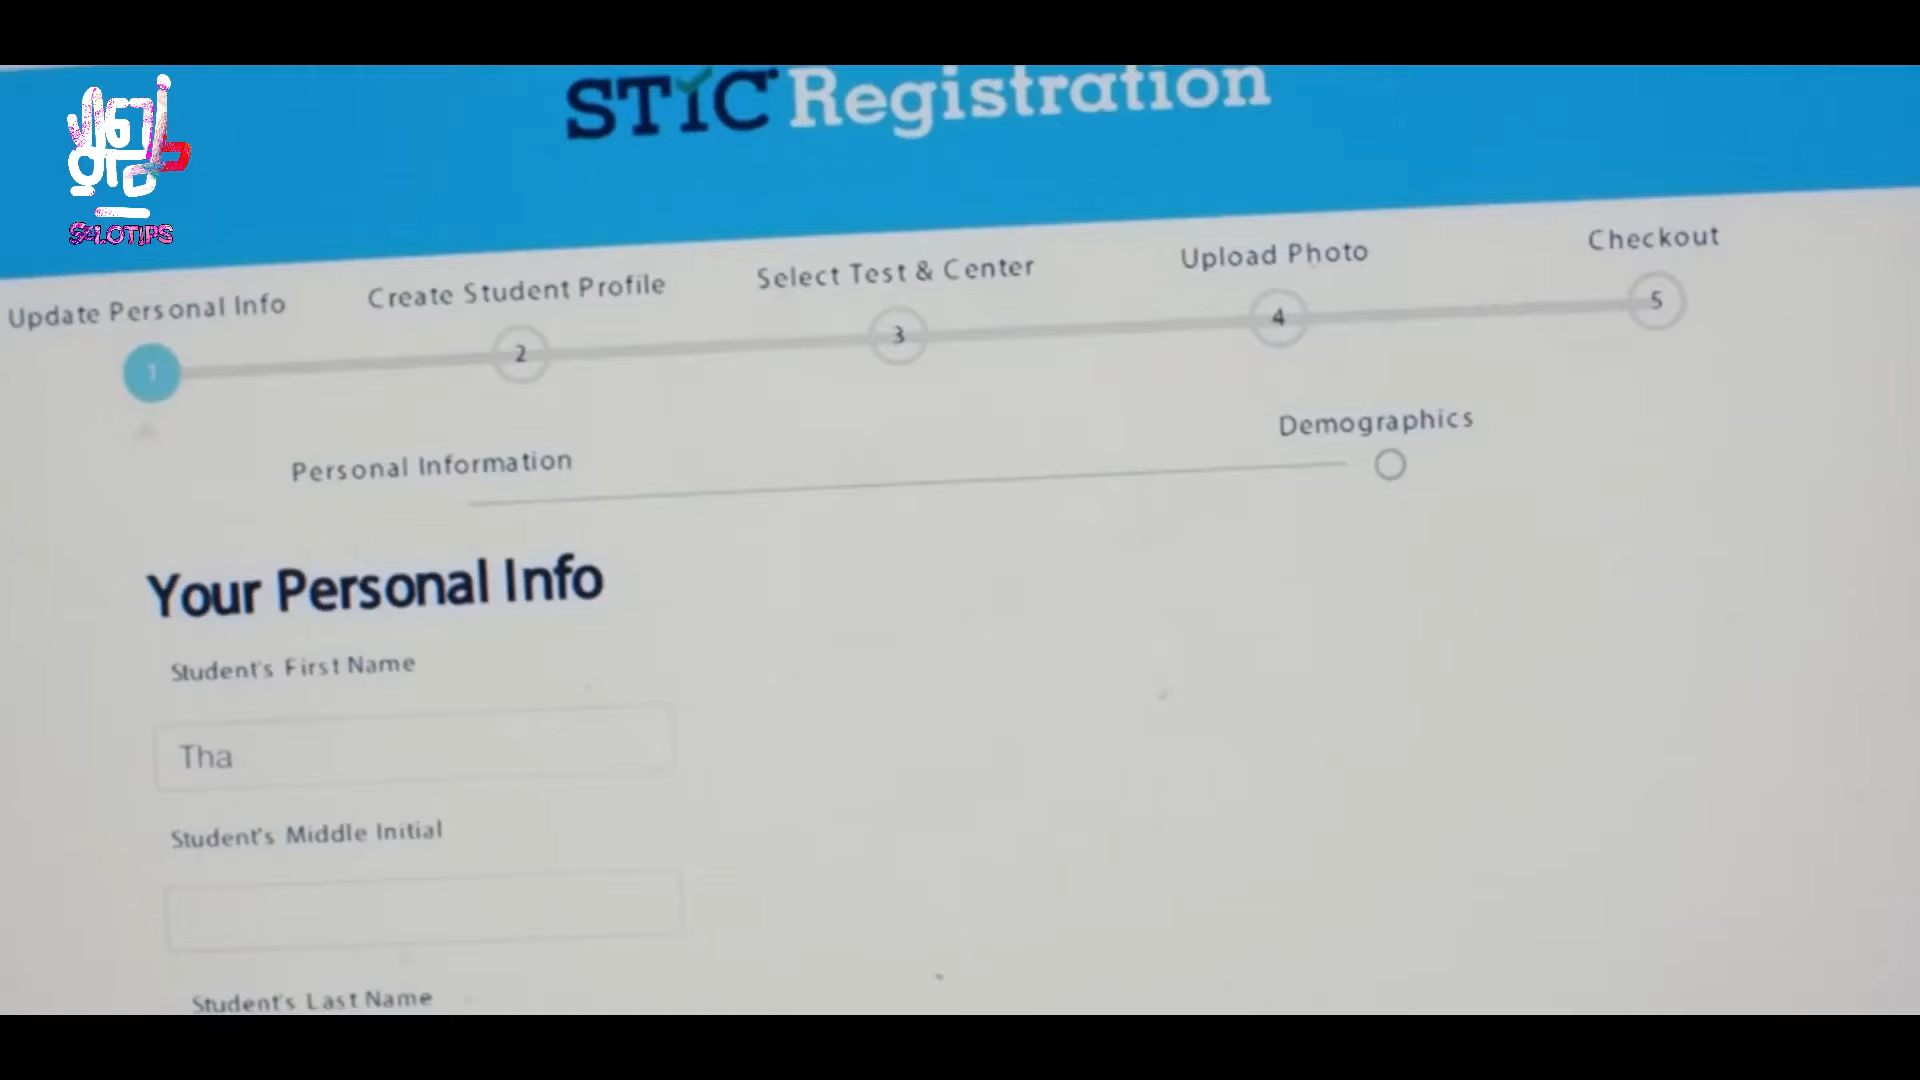 STIC Registration
SPLOTIPS
Update Personal Info
Create Student Profile
Select Test & Center
Upload Photo
Checkout
1
2
3
4
5
Personal Information
Demographics
Your Personal Info
Student's First Name
Tha
Student's Middle Initial
Student's Last Name